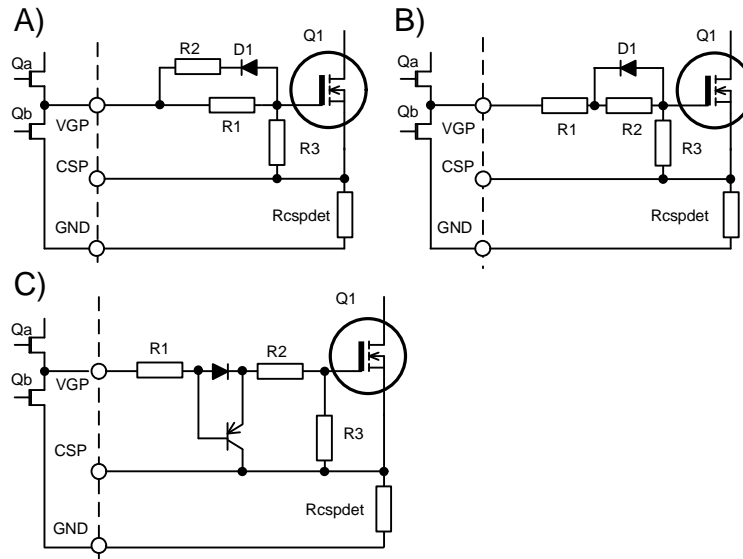 A)
Q1
R2
D1
Qa
R1
Qb
VGP
R3
CSP
Rcspdet
GND
B)
Q1
D1
Qa
Qb
VGP
R1
R2
R3
CSP
Rcspdet
GND
C)
Q1
Qa
R1
R2
VGP
Qb
R3
CSP
Rcspdet
GND